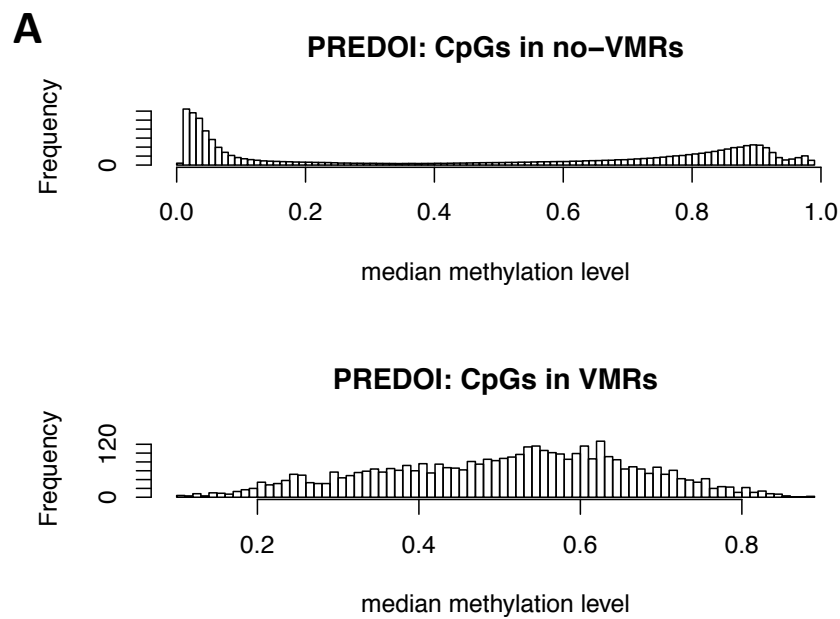 A
PREDOI: CpGs in no−VMRs
Frequency
0
0.0 0.2 0.4 0.6 0.8 1.0
median methylation level
PREDOI: CpGs in VMRs
Frequency
120
0
0.2 0.4 0.6 0.8
median methylation level